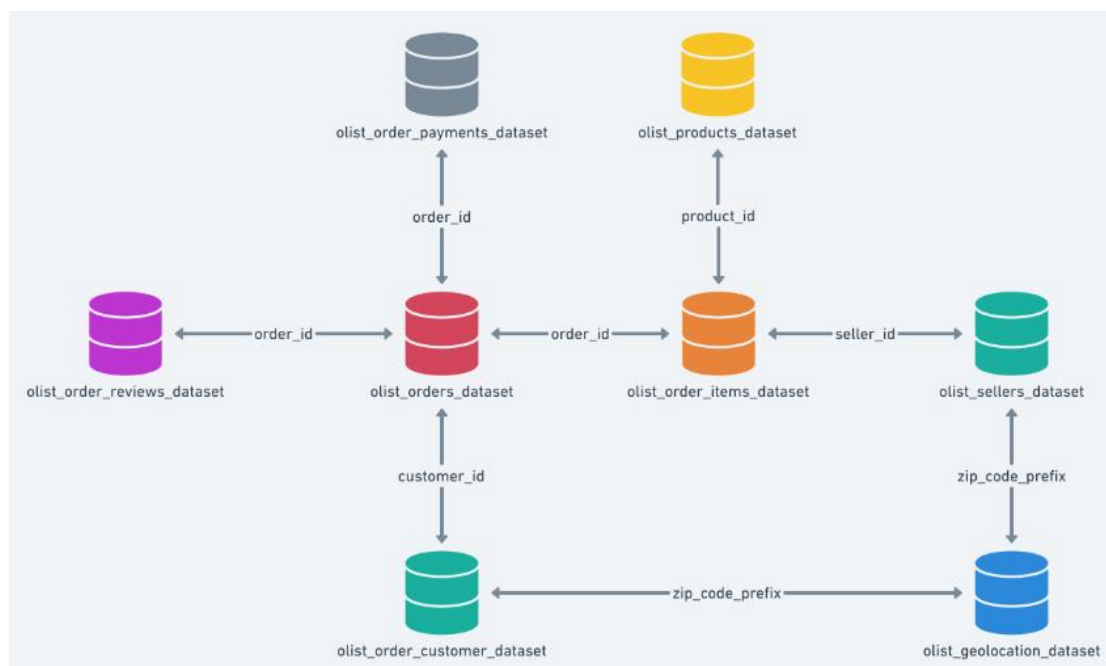 olist_order_payments_dataset
olist_products_dataset
order_id
product_id
order_id
order_id
seller_id
olist_order_reviews_dataset
olist_orders_dataset
olist_order_items_dataset
olist_sellers_dataset
customer_id
zip_code_prefix
zip_code_prefix
olist_order_customer_dataset
olist_geolocation_dataset